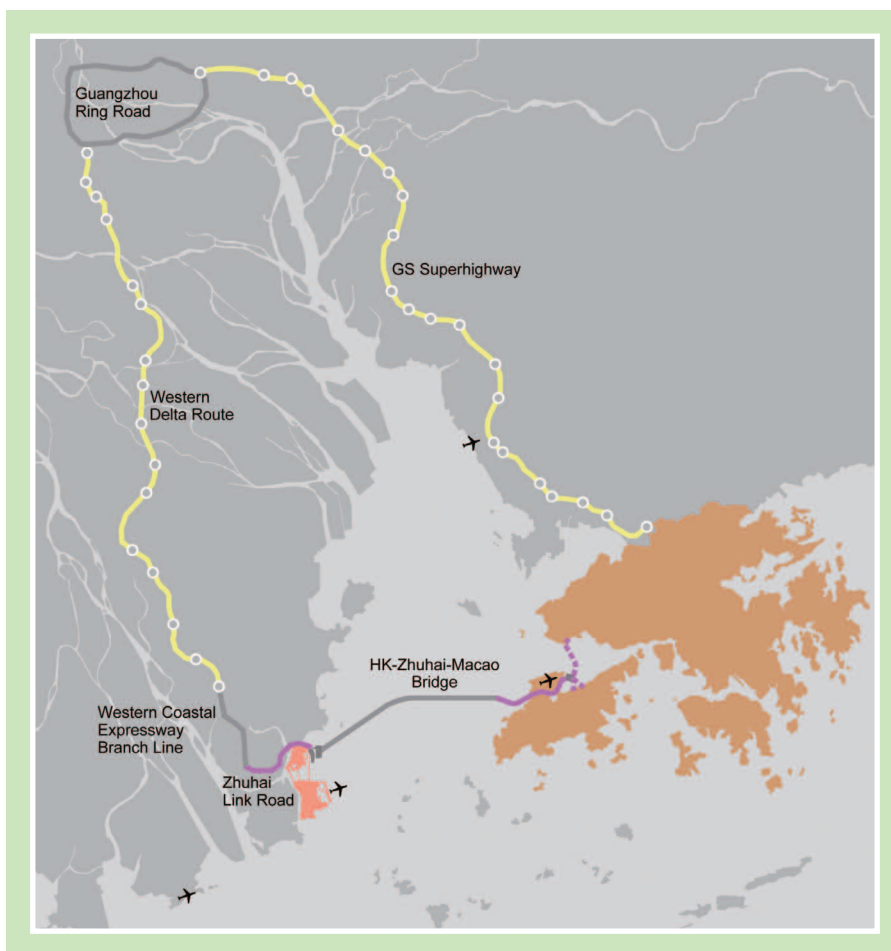 Guangzhou
Ring Road
GS Superhighway
Western
Delta Route
HK-Zhuhai-Macao
Bridge
Western Coastal
Expressway
Branch Line
Zhuhai
Link Road